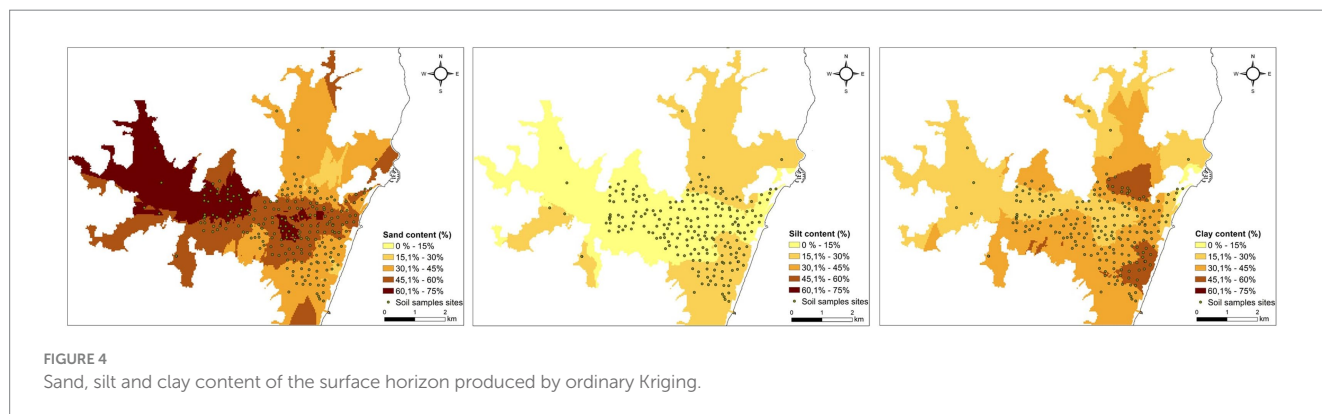 N
W E
S
Sand content (%)
0 % - 15%
15,1% - 30%
30,1% - 45%
45,1% - 60%
60,1% - 75%
Soil samples sites
0 1 2
km
N
W E
S
Silt content (%)
0 % - 15%
15,1% - 30%
30,1% - 45%
45,1% - 60%
60,1% - 75%
Soil samples sites
0 1 2
km
N
W E
S
Clay content (%)
0 % - 15%
15,1% - 30%
30,1% - 45%
45,1% - 60%
60,1% - 75%
Soil samples sites
0 1 2
km
FIGURE 4
Sand, silt and clay content of the surface horizon produced by ordinary Kriging.